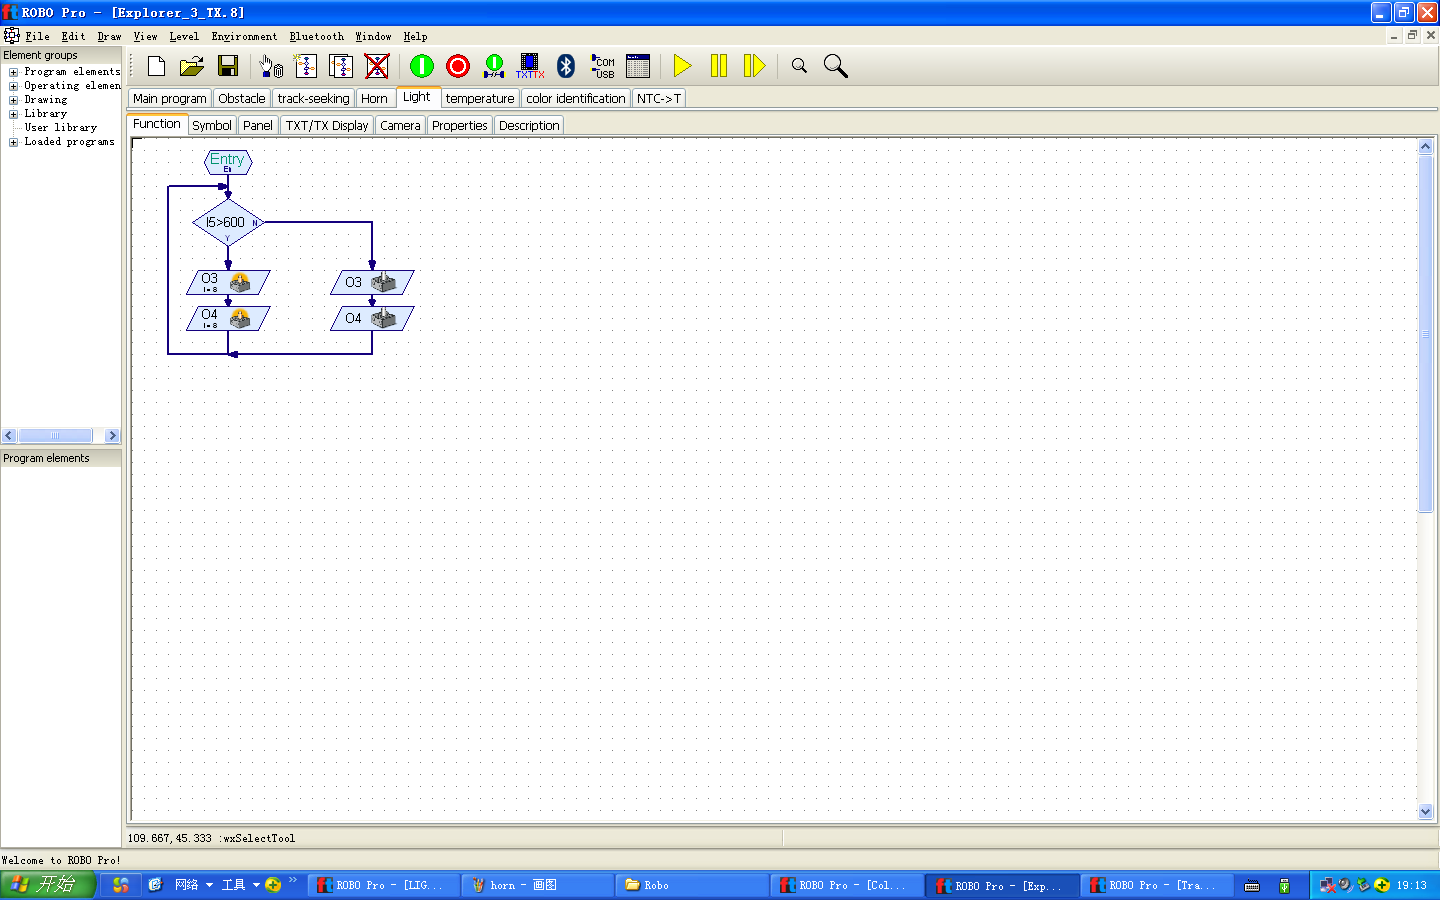 ROBO Pro - [Explorer_3_TX.8]
File Edit Draw View Level Environment Bluetooth Window Help
Element groups
Program elements
Operating elemen
Drawing
Library
User library
Loaded programs
TXT TX
COM
USB
Main program Obstacle track-seeking Horn Light temperature color identification NTC->T
Function Symbol Panel TXT/TX Display Camera Properties Description
Entry
En
I5>600 N
Y
O3
I= 8
O3
O4
I= 8
O4
Program elements
109.667,45.333 :wxSelectTool
Welcome to ROBO Pro!
开始 网络 工具 » ROBO Pro - [LIG... horn - 画图 Robo ROBO Pro - [Col... ROBO Pro - [Exp... ROBO Pro - [Tra... 19:13